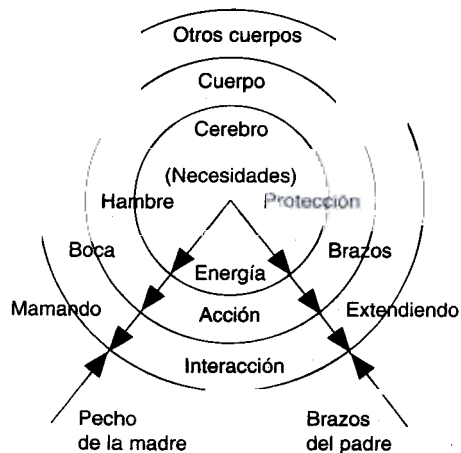 Otros cuerpos
Cuerpo
Cerebro
(Necesidades)
Hambre Protección
Boca Energía Brazos
Mamando Acción Extendiendo
Interacción
Pecho
de la madre
Brazos
del padre